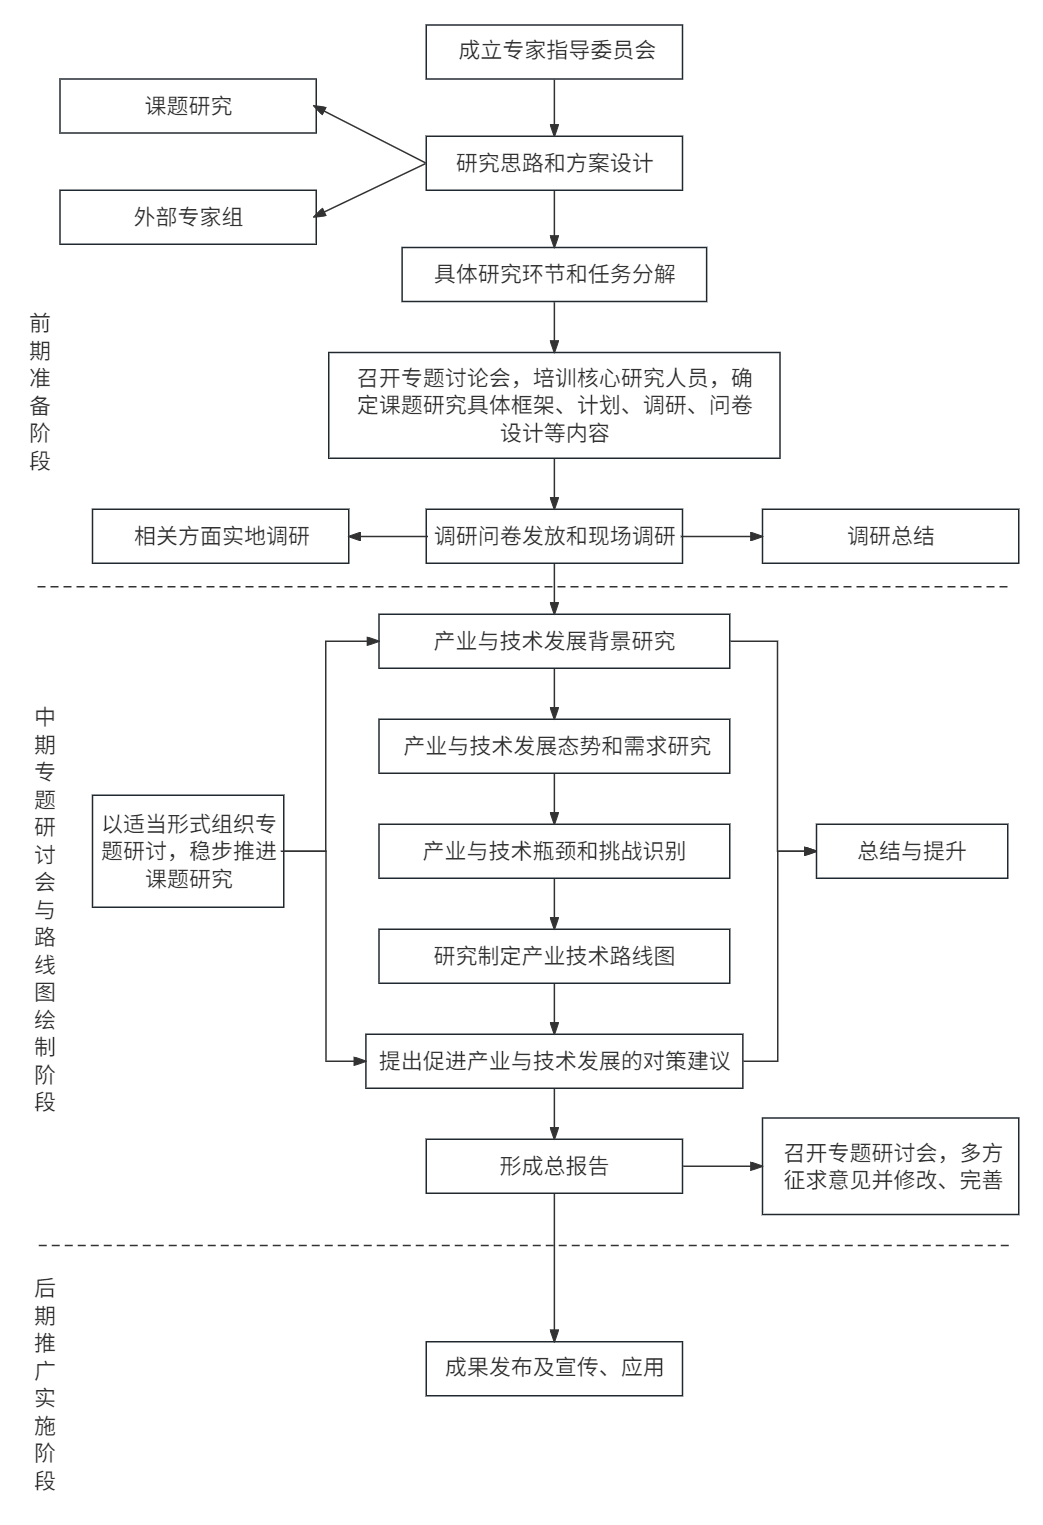 成立专家指导委员会
课题研究
研究思路和方案设计
外部专家组
具体研究环节和任务分解
前期准备阶段
召开专题讨论会，培训核心研究人员，确
定课题研究具体框架、计划、调研、问卷
设计等内容
相关方面实地调研
调研问卷发放和现场调研
调研总结
产业与技术发展背景研究
中期专题研讨会与路线图绘制阶段
产业与技术发展态势和需求研究
以适当形式组织专
题研讨，稳步推进
课题研究
产业与技术瓶颈和挑战识别
总结与提升
研究制定产业技术路线图
提出促进产业与技术发展的对策建议
形成总报告
召开专题研讨会，多方
征求意见并修改、完善
后期推广实施阶段
成果发布及宣传、应用